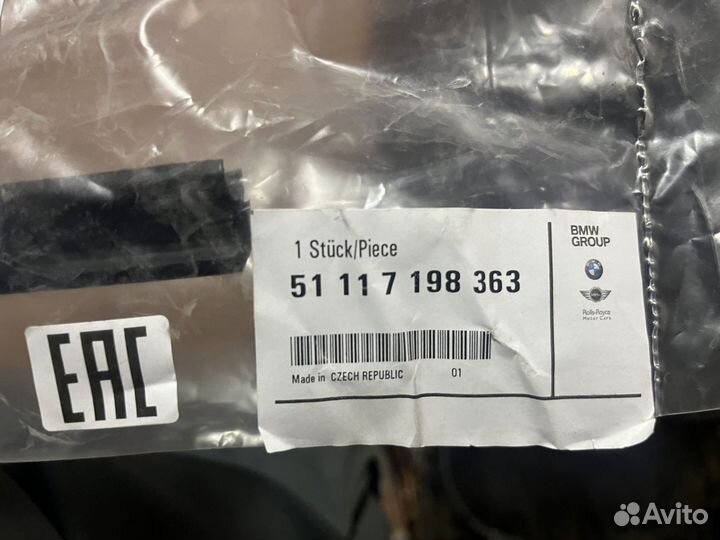 1 Stück/Piece
51 11 7 198 363
Made in CZECH REPUBLIC 01
BMW
GROUP
Rolls-Royce
Motor Cars
EAC
Avito